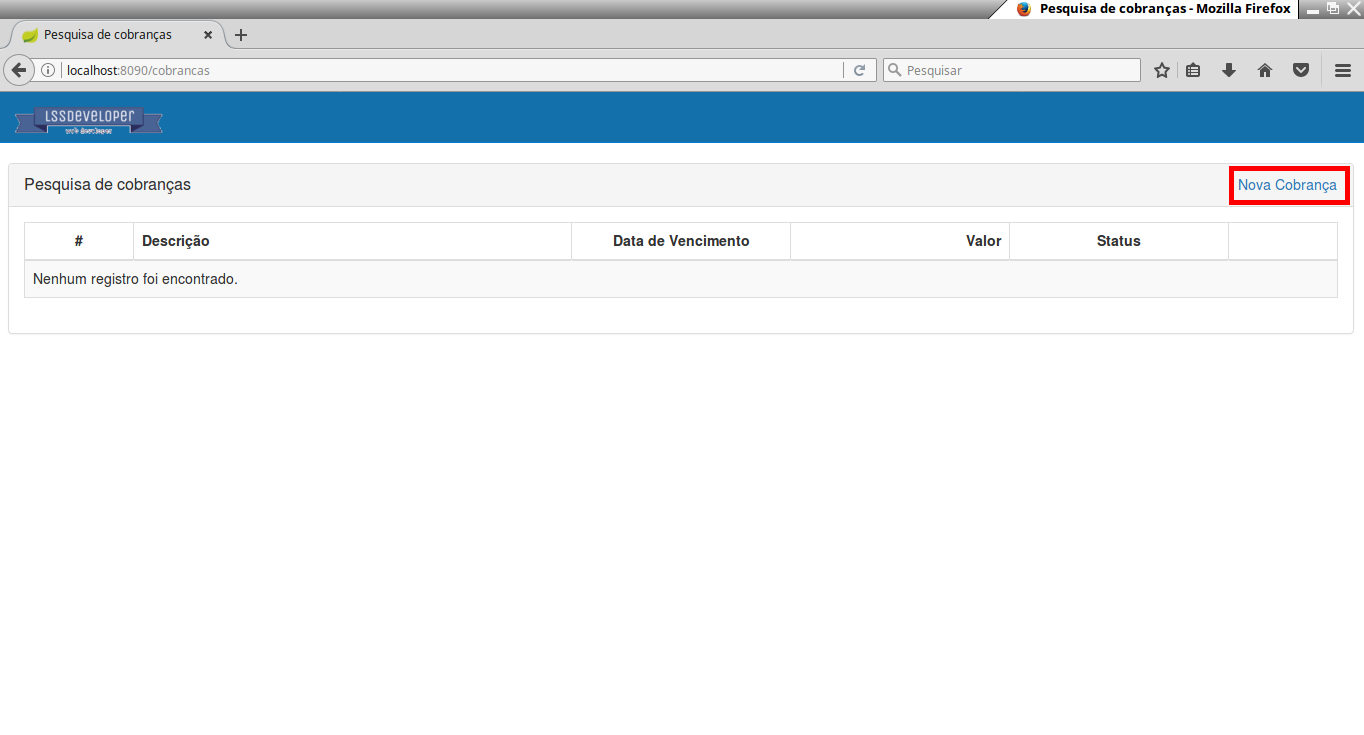 Pesquisa de cobranças - Mozilla Firefox
Pesquisa de cobranças
localhost:8090/cobrancas
Pesquisar
LSSDEVELOPER
Pesquisa de cobranças
Nova Cobrança
# Descrição Data de Vencimento Valor Status
Nenhum registro foi encontrado.